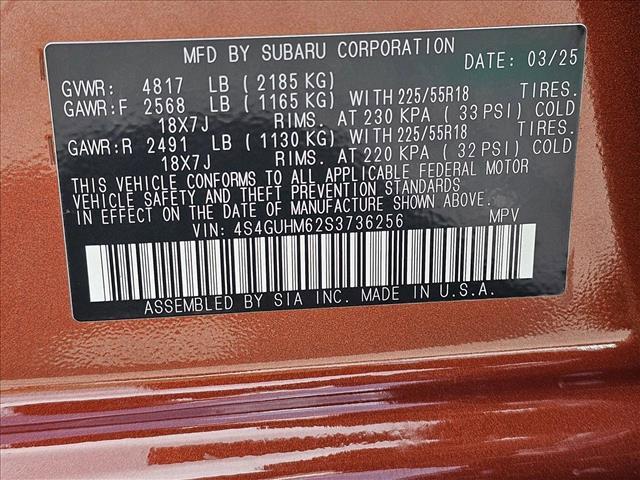 MFD BY SUBARU CORPORATION DATE: 03/25
GVWR: 4817 LB (2185 KG)
GAWR:F 2568 LB (1165 KG) WITH 225/55R18 TIRES.
18X7J RIMS. AT 230 KPA (33 PSI) COLD
GAWR:R 2491 LB (1130 KG) WITH 225/55R18 TIRES.
18X7J RIMS. AT 220 KPA (32 PSI) COLD
THIS VEHICLE CONFORMS TO ALL APPLICABLE FEDERAL MOTOR
VEHICLE SAFETY AND THEFT PREVENTION STANDARDS
IN EFFECT ON THE DATE OF MANUFACTURE SHOWN ABOVE.
VIN: 4S4GUHM62S3736256 MPV
ASSEMBLED BY SIA INC. MADE IN U.S.A.